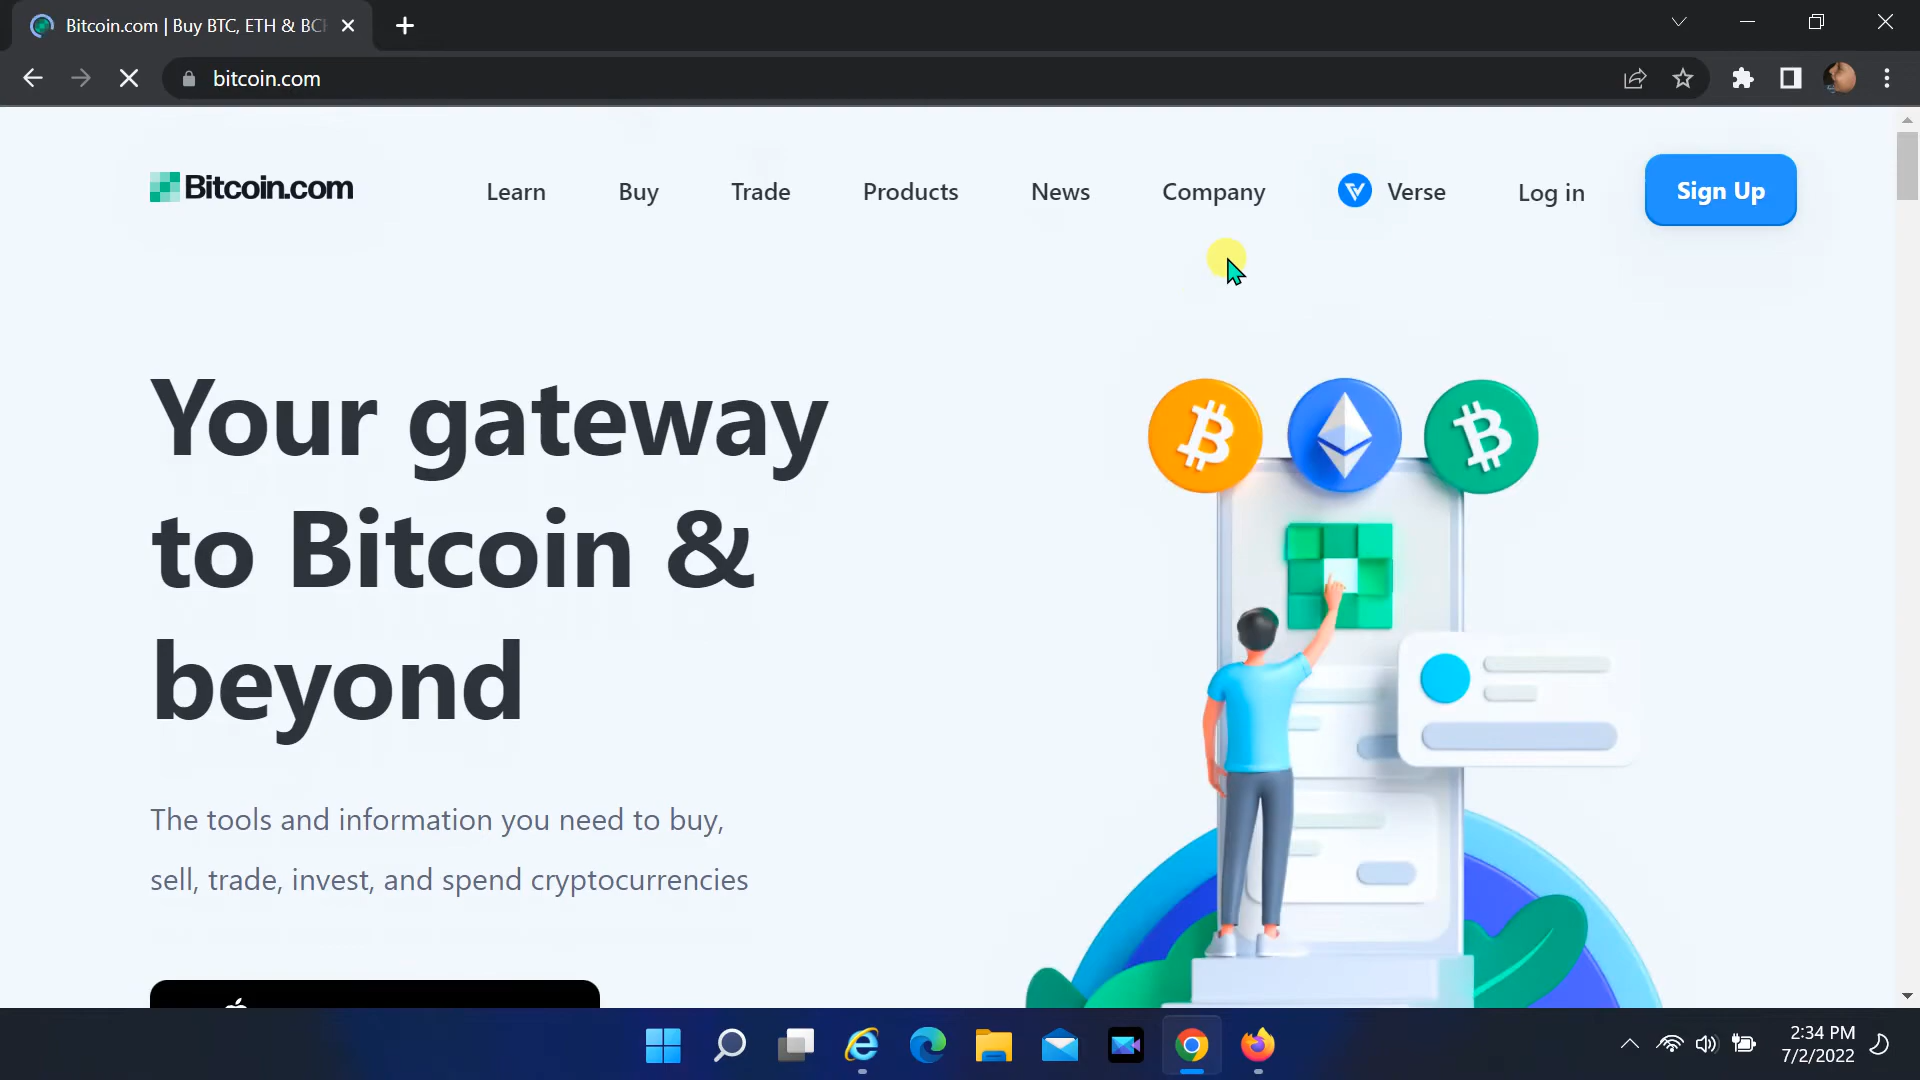 Bitcoin.com | Buy BTC, ETH & BCH
bitcoin.com
Bitcoin.com
Learn
Buy
Trade
Products
News
Company
Verse
Log in
Sign Up
Your gateway
to Bitcoin &
beyond
The tools and information you need to buy,
sell, trade, invest, and spend cryptocurrencies
2:34 PM
7/2/2022